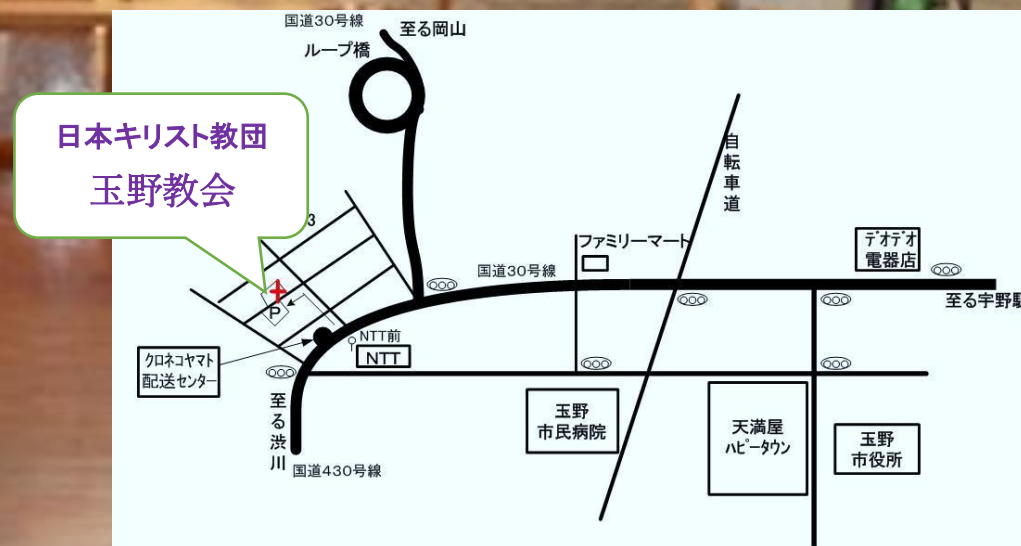 国道30号線
至る岡山
ループ橋
日本キリスト教団
玉野教会
3
自転車道
ファミリーマート
デオデオ
電器店
国道30号線
至る宇野駅
P
NTT前
NTT
クロネコヤマト
配送センター
至る渋川
国道430号線
玉野
市民病院
天満屋
ハピータウン
玉野
市役所